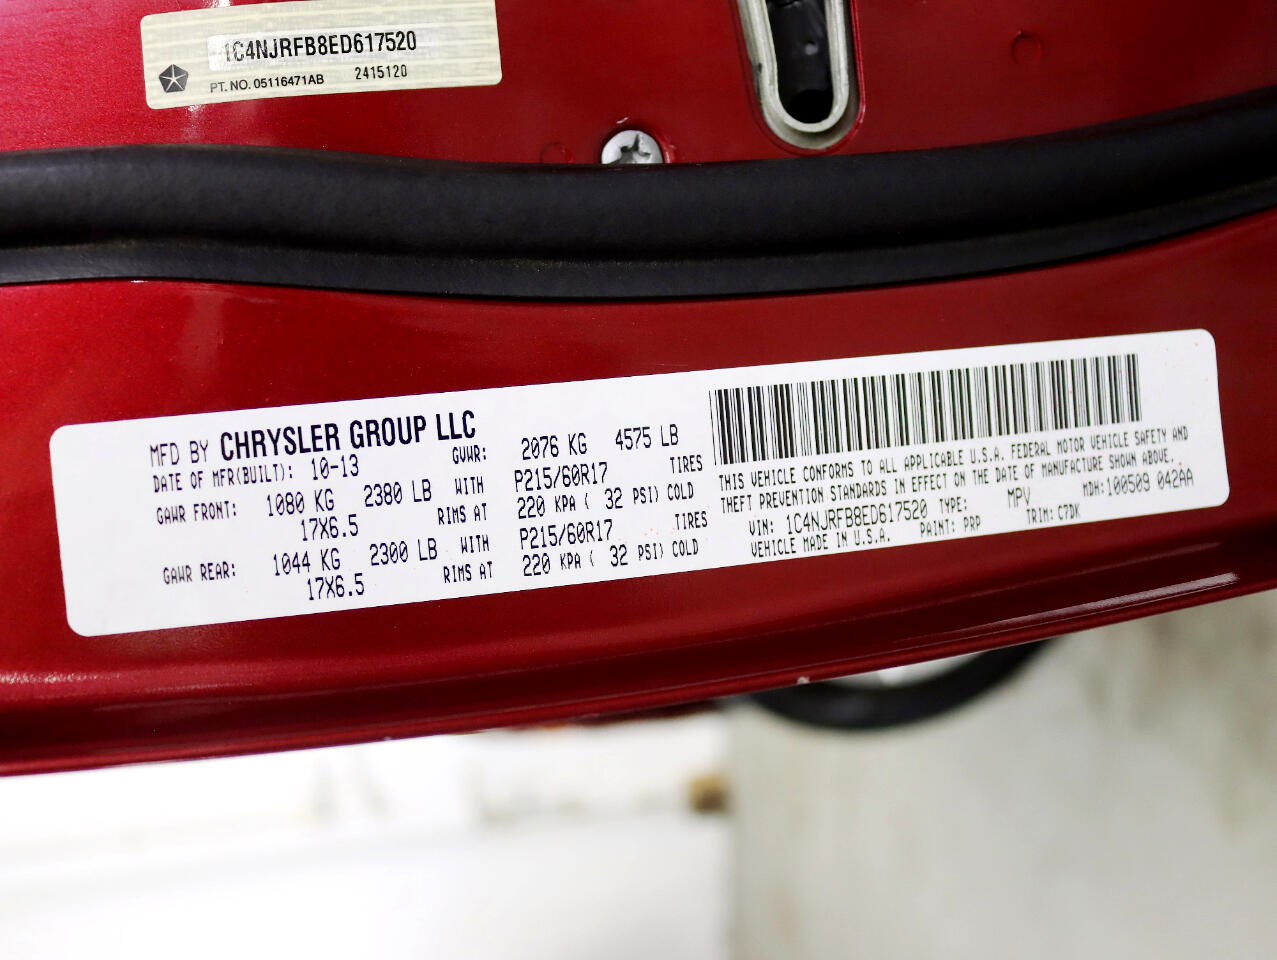 1C4NJRFB8ED617520
PT. NO. 05116471AB 2415120
MFD BY CHRYSLER GROUP LLC
DATE OF MFR(BUILT): 10-13 GVWR: 2076 KG 4575 LB
GAWR FRONT: 1080 KG 2380 LB WITH P215/60R17 TIRES
17X6.5 RIMS AT 220 KPA ( 32 PSI) COLD
GAWR REAR: 1044 KG 2300 LB WITH P215/60R17 TIRES
17X6.5 RIMS AT 220 KPA ( 32 PSI) COLD
THIS VEHICLE CONFORMS TO ALL APPLICABLE U.S.A. FEDERAL MOTOR VEHICLE SAFETY AND
THEFT PREVENTION STANDARDS IN EFFECT ON THE DATE OF MANUFACTURE SHOWN ABOVE.
VIN: 1C4NJRFB8ED617520 TYPE: MPV MDH:100509 042AA
VEHICLE MADE IN U.S.A. PAINT: PRP TRIM: C7DK